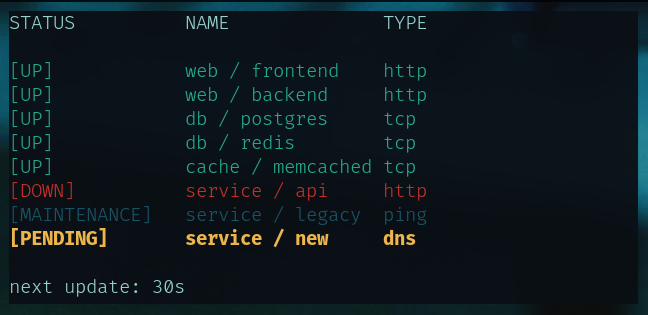 STATUS NAME TYPE
[UP] web / frontend http
[UP] web / backend http
[UP] db / postgres tcp
[UP] db / redis tcp
[UP] cache / memcached tcp
[DOWN] service / api http
[MAINTENANCE] service / legacy ping
[PENDING] service / new dns
next update: 30s